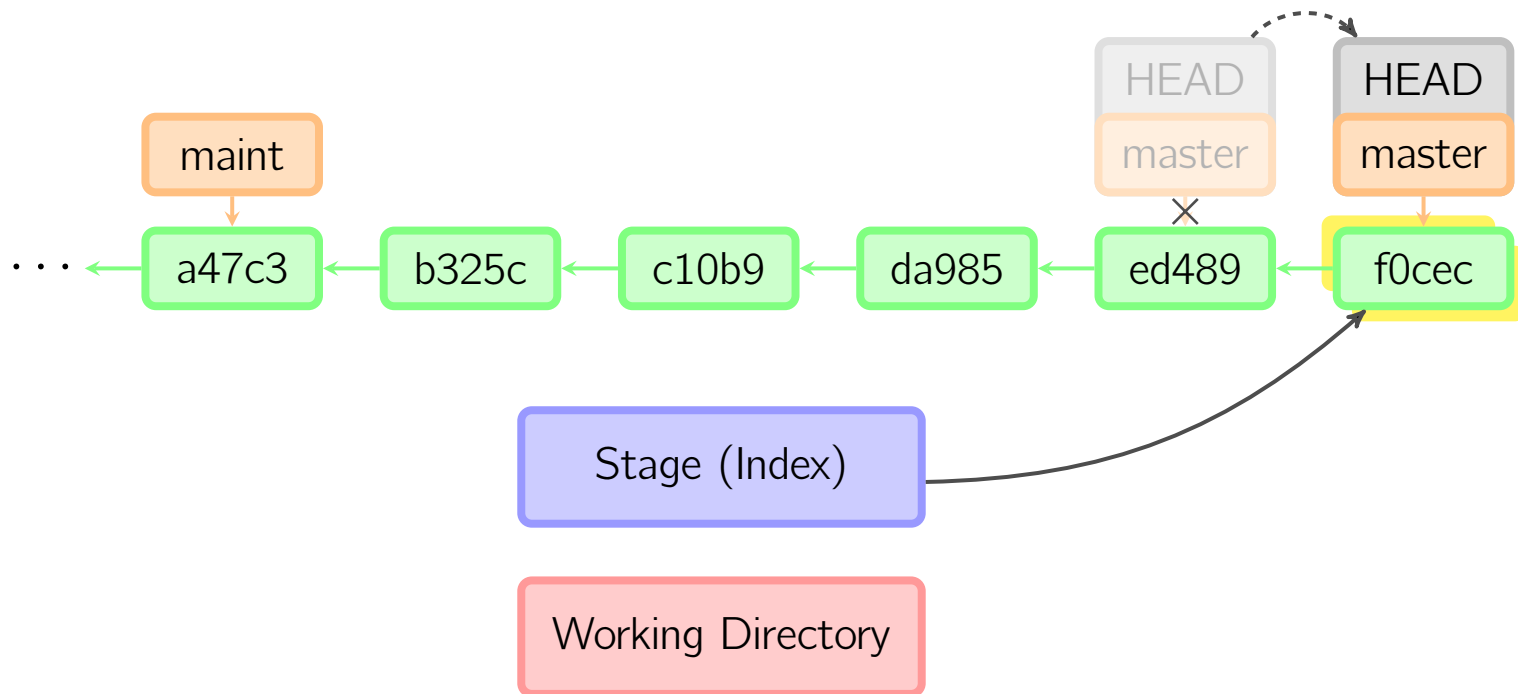 HEAD
HEAD
maint
master
master
...
a47c3
b325c
c10b9
da985
ed489
f0cec
Stage (Index)
Working Directory